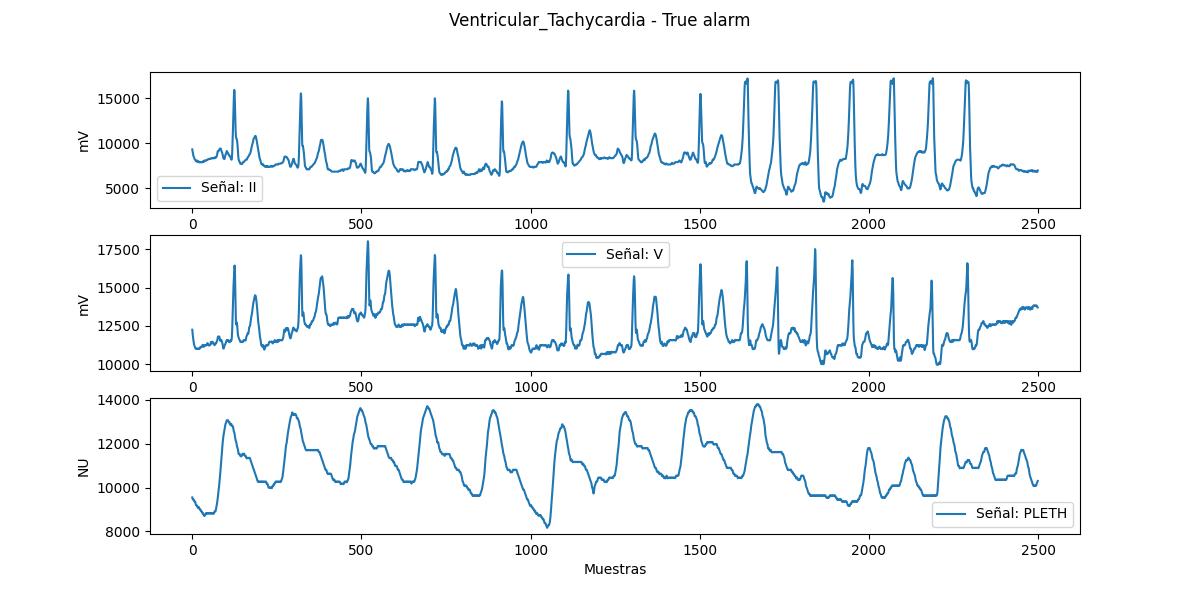 Ventricular_Tachycardia - True alarm
15000
10000
5000
mV
Señal: II
0 500 1000 1500 2000 2500
17500
15000
12500
10000
mV
Señal: V
0 500 1000 1500 2000 2500
14000
12000
10000
8000
NU
Señal: PLETH
0 500 1000 1500 2000 2500
Muestras